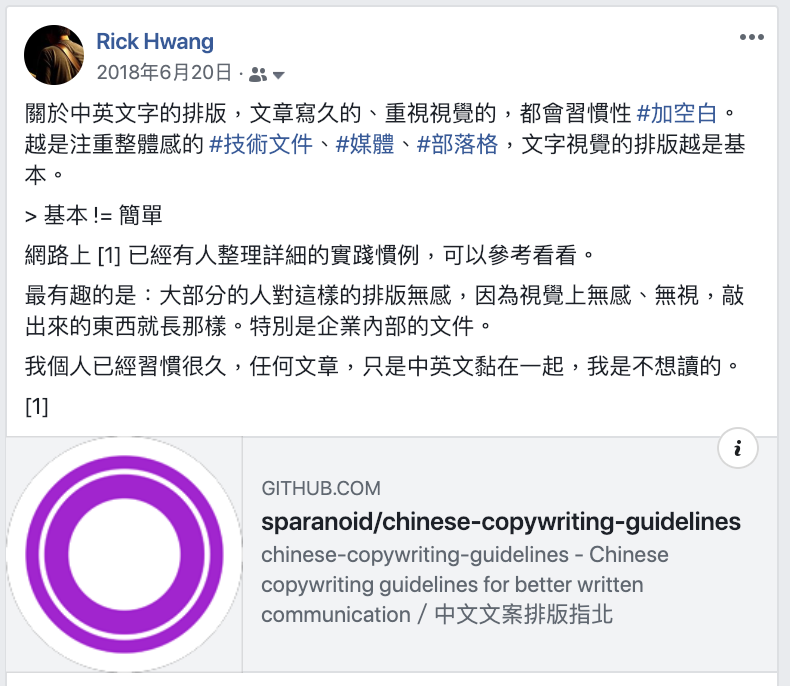 Rick Hwang
2018年6月20日 ·
關於中英文字的排版，文章寫久的、重視視覺的，都會習慣性 #加空白。
越是注重整體感的 #技術文件、#媒體、#部落格，文字視覺的排版越是基
本。
> 基本 != 簡單
網路上 [1] 已經有人整理詳細的實踐慣例，可以參考看看。
最有趣的是：大部分的人對這樣的排版無感，因為視覺上無感、無視，敲
出來的東西就長那樣。特別是企業內部的文件。
我個人已經習慣很久，任何文章，只是中英文黏在一起，我是不想讀的。
[1]
GITHUB.COM
sparanoid/chinese-copywriting-guidelines
chinese-copywriting-guidelines - Chinese
copywriting guidelines for better written
communication / 中文文案排版指北